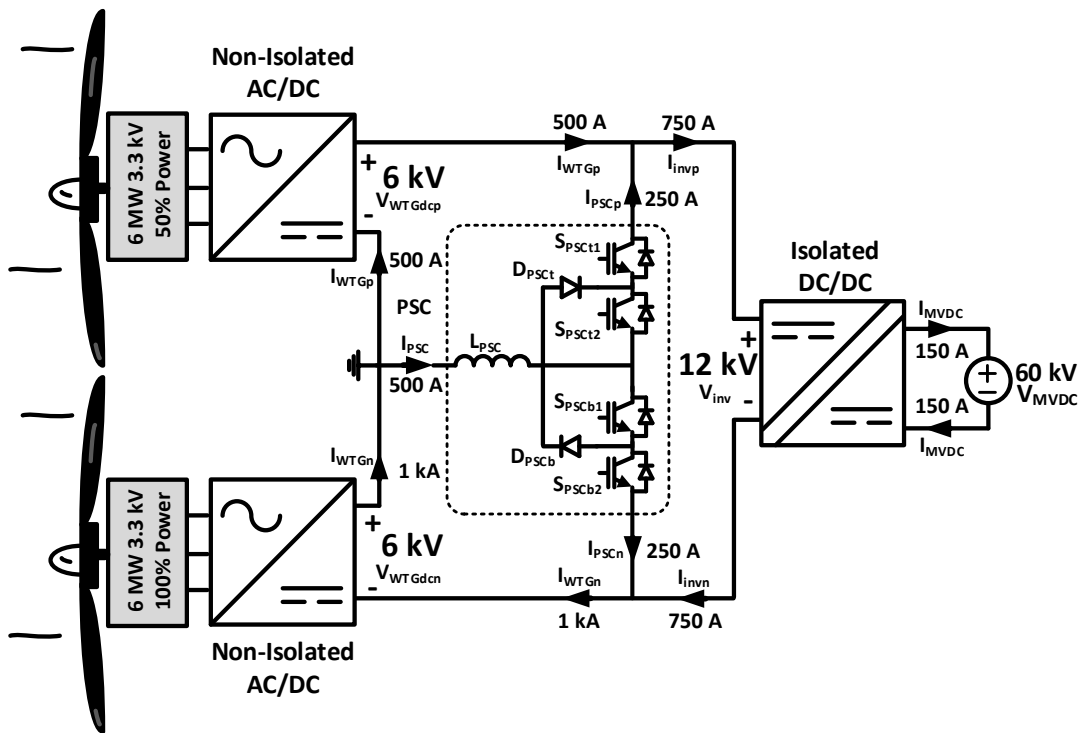 Non-Isolated
AC/DC
6 MW 3.3 kV
50% Power
+
6 kV
V_WTGdcp
-
500 A
I_WTGp
750 A
I_invp
I_PSCp
250 A
500 A
I_WTGp
PSC
S_PSCt1
D_PSCt
S_PSCt2
I_PSC
500 A
L_PSC
S_PSCb1
D_PSCb
S_PSCb2
Isolated
DC/DC
+
12 kV
V_inv
-
I_MVDC
150 A
+
-
60 kV
V_MVDC
150 A
I_MVDC
I_WTGn
1 kA
6 MW 3.3 kV
100% Power
+
6 kV
V_WTGdcn
-
I_PSCn
250 A
I_WTGn
1 kA
I_invn
750 A
Non-Isolated
AC/DC